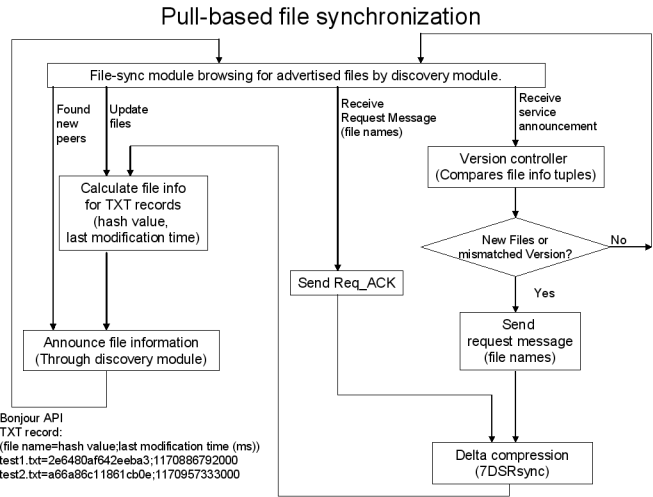 Pull-based file synchronization
File-sync module browsing for advertised files by discovery module.
Found
new
peers
Update
files
Receive
Request Message
(file names)
Receive
service
announcement
Version controller
(Compares file info tuples)
Calculate file info
for TXT records
(hash value,
last modification time)
New Files or
mismatched Version?
No
Send Req_ACK
Yes
Announce file information
(Through discovery module)
Send
request message
(file names)
Bonjour API
TXT record:
(file name=hash value;last modification time (ms))
test1.txt=2e6480af642eeba3;1170886792000
test2.txt=a66a86c11861cb0e;1170957333000
Delta compression
(7DSRsync)